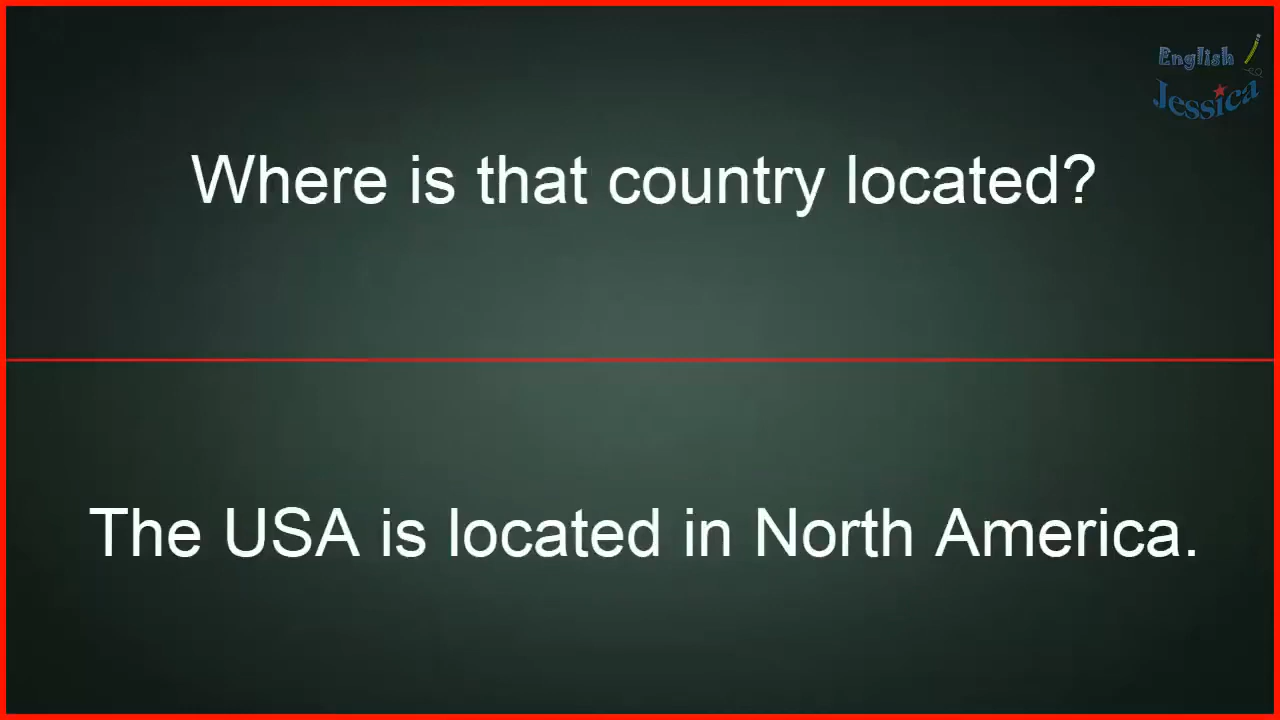 English
Jessica
Where is that country located?
The USA is located in North America.